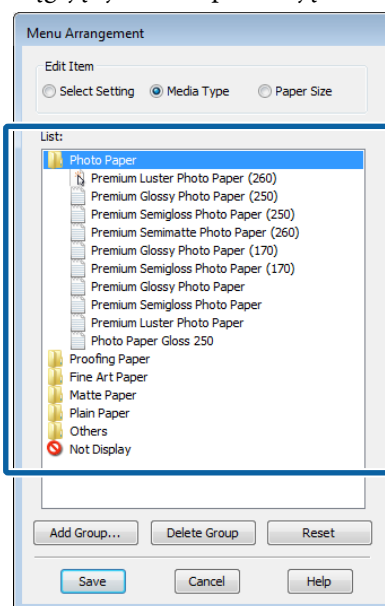 Menu Arrangement
Edit Item
Select Setting Media Type Paper Size
List:
Photo Paper
Premium Luster Photo Paper (260)
Premium Glossy Photo Paper (250)
Premium Semigloss Photo Paper (250)
Premium Semimatte Photo Paper (260)
Premium Glossy Photo Paper (170)
Premium Semigloss Photo Paper (170)
Premium Glossy Photo Paper
Premium Semigloss Photo Paper
Premium Luster Photo Paper
Photo Paper Gloss 250
Proofing Paper
Fine Art Paper
Matte Paper
Plain Paper
Others
Not Display
Add Group... Delete Group Reset
Save Cancel Help